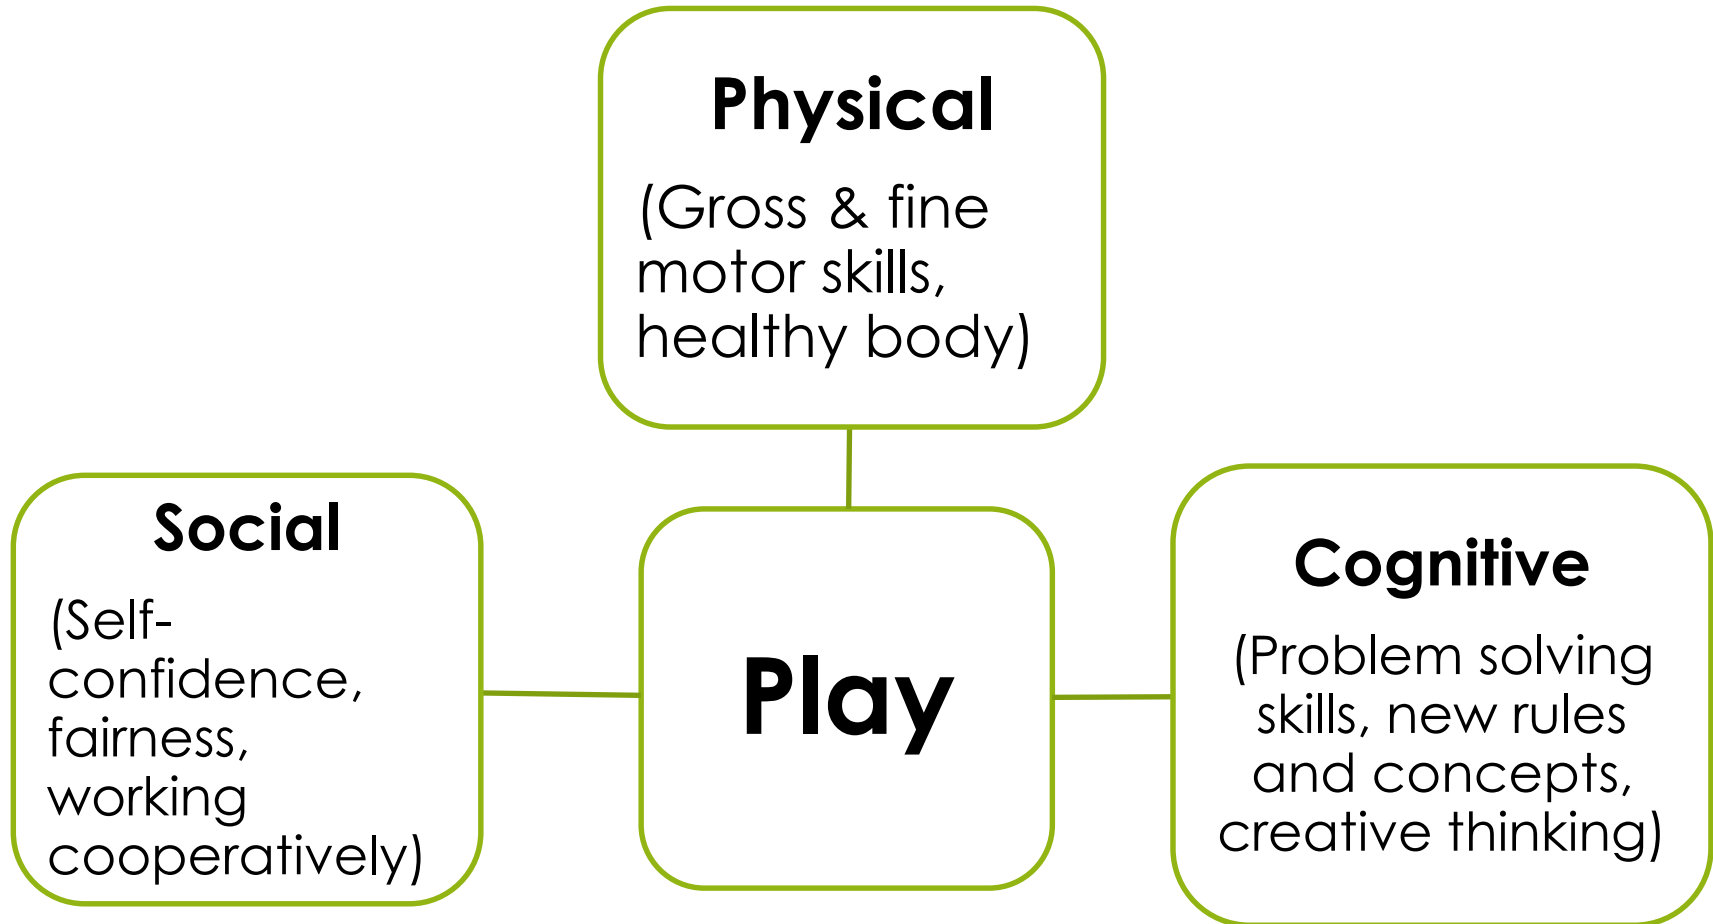 Physical
(Gross & fine
motor skills,
healthy body)
Social
(Self-
confidence,
fairness,
working
cooperatively)
Play
Cognitive
(Problem solving
skills, new rules
and concepts,
creative thinking)